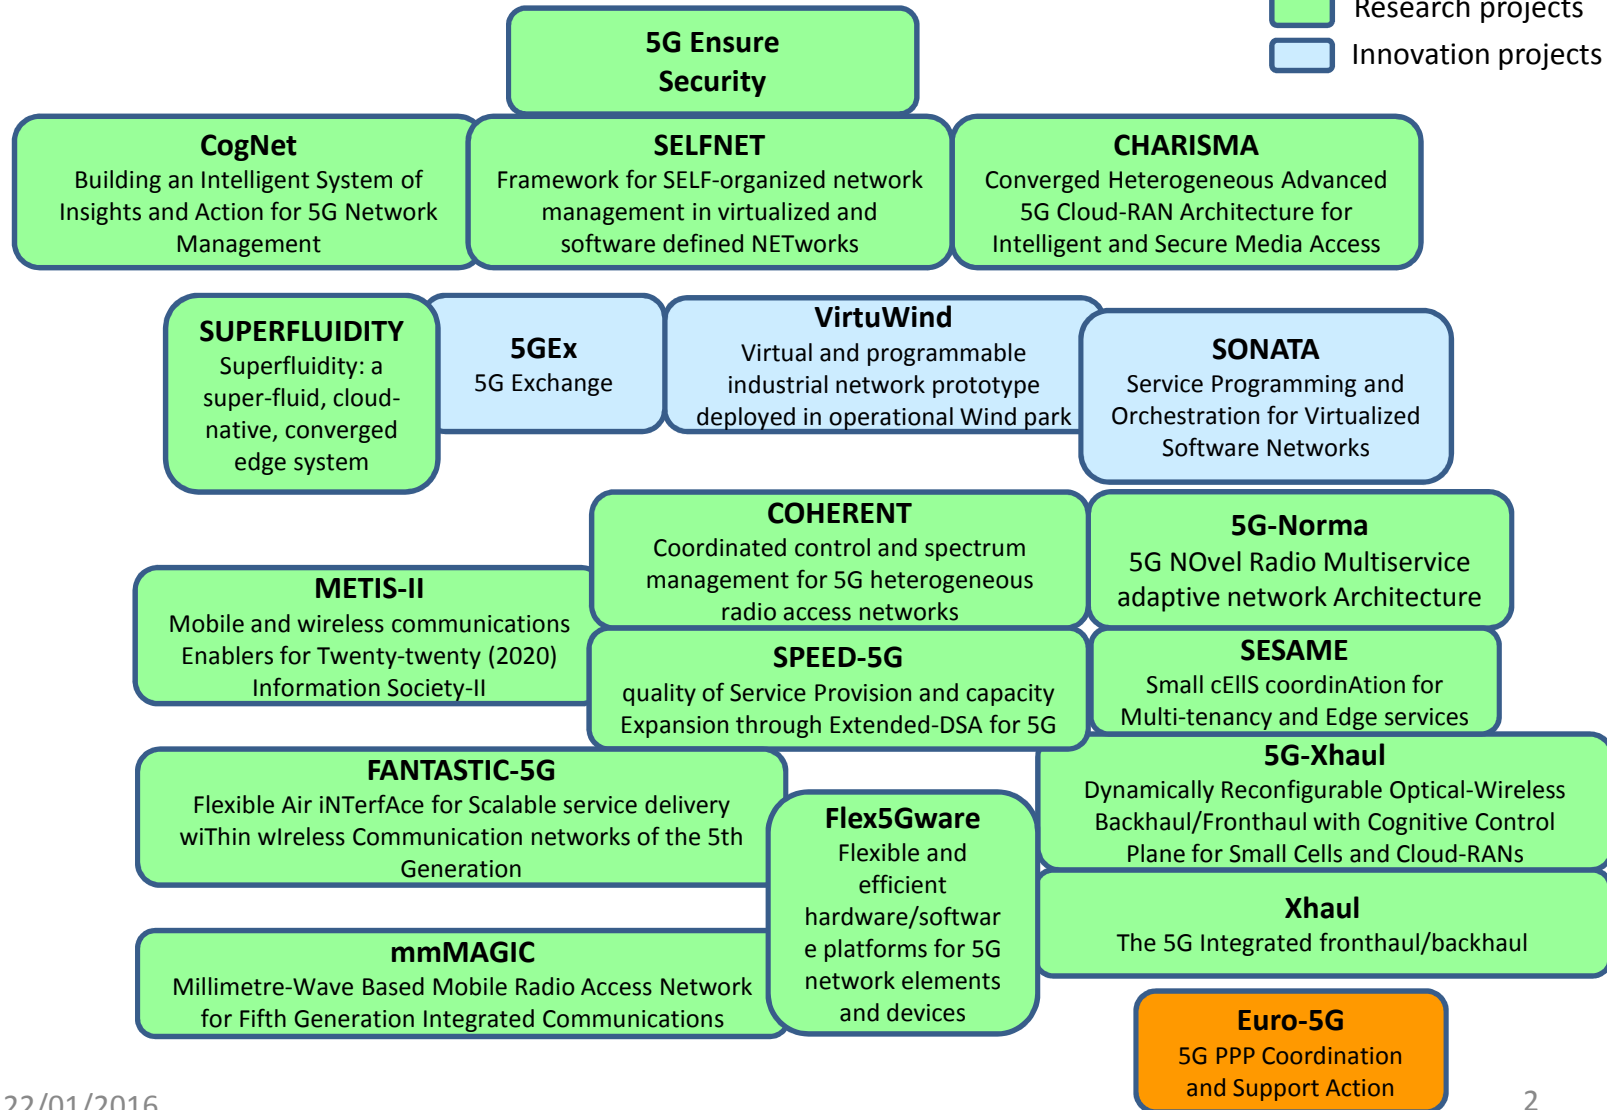 Research projects
Innovation projects
5G Ensure
Security
CogNet
Building an Intelligent System of
Insights and Action for 5G Network
Management
SELFNET
Framework for SELF-organized network
management in virtualized and
software defined NETworks
CHARISMA
Converged Heterogeneous Advanced
5G Cloud-RAN Architecture for
Intelligent and Secure Media Access
SUPERFLUIDITY
Superfluidity: a
super-fluid, cloud-
native, converged
edge system
5GEx
5G Exchange
VirtuWind
Virtual and programmable
industrial network prototype
deployed in operational Wind park
SONATA
Service Programming and
Orchestration for Virtualized
Software Networks
COHERENT
Coordinated control and spectrum
management for 5G heterogeneous
radio access networks
5G-Norma
5G NOvel Radio Multiservice
adaptive network Architecture
METIS-II
Mobile and wireless communications
Enablers for Twenty-twenty (2020)
Information Society-II
SPEED-5G
quality of Service Provision and capacity
Expansion through Extended-DSA for 5G
SESAME
Small cEllS coordinAtion for
Multi-tenancy and Edge services
FANTASTIC-5G
Flexible Air iNTerfAce for Scalable service delivery
wiThin wIreless Communication networks of the 5th
Generation
Flex5Gware
Flexible and
efficient
hardware/softwar
e platforms for 5G
network elements
and devices
5G-Xhaul
Dynamically Reconfigurable Optical-Wireless
Backhaul/Fronthaul with Cognitive Control
Plane for Small Cells and Cloud-RANs
Xhaul
The 5G Integrated fronthaul/backhaul
mmMAGIC
Millimetre-Wave Based Mobile Radio Access Network
for Fifth Generation Integrated Communications
Euro-5G
5G PPP Coordination
and Support Action
22/01/2016
2